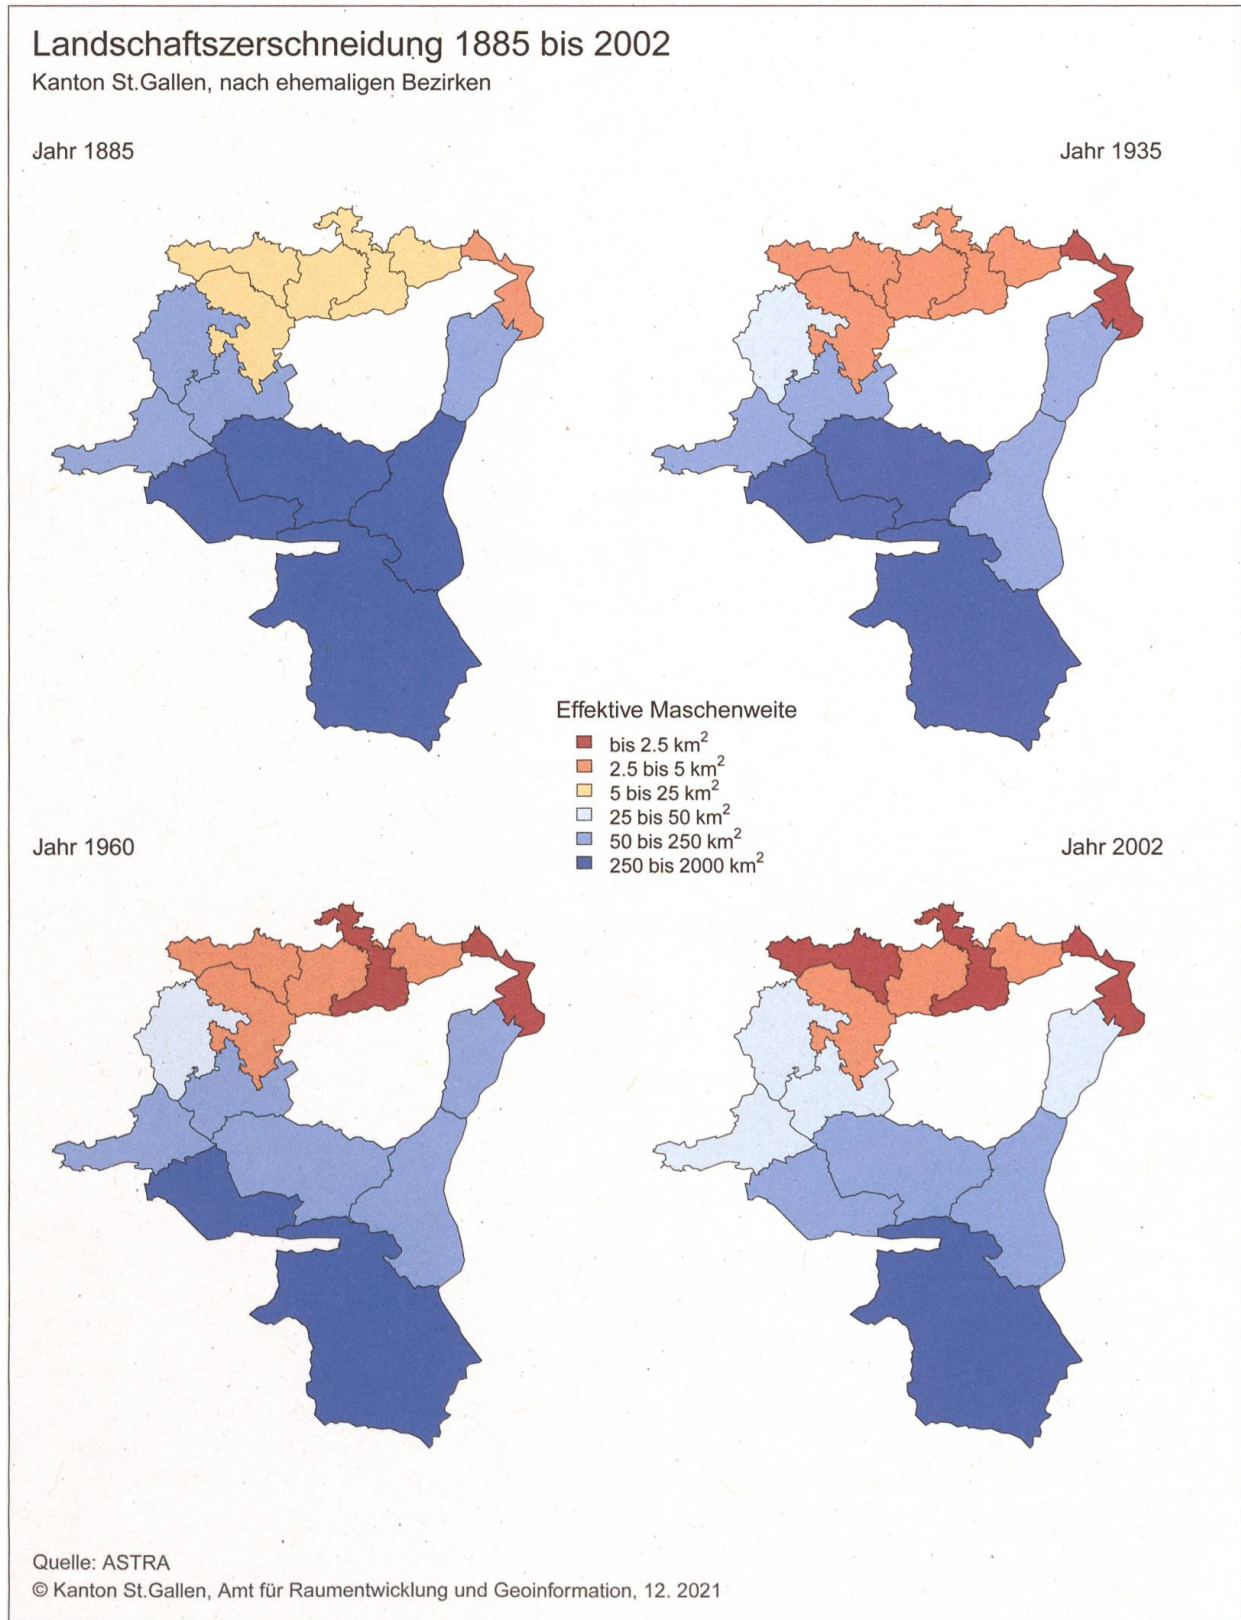 Landschaftszerschneidung 1885 bis 2002
Kanton St.Gallen, nach ehemaligen Bezirken
Jahr 1885
Jahr 1935
Effektive Maschenweite
bis 2.5 km²
2.5 bis 5 km²
5 bis 25 km²
25 bis 50 km²
50 bis 250 km²
250 bis 2000 km²
Jahr 1960
Jahr 2002
Quelle: ASTRA
© Kanton St.Gallen, Amt für Raumentwicklung und Geoinformation, 12. 2021